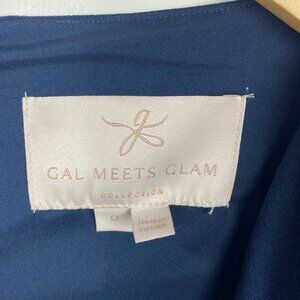 g
GAL MEETS GLAM
COLLECTION
0
Made in
Vietnam